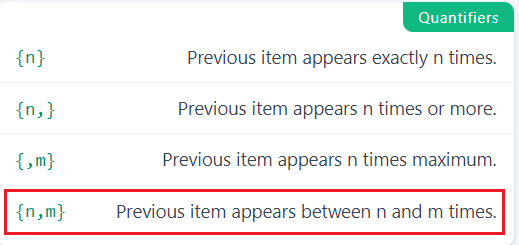 Quantifiers
{n} Previous item appears exactly n times.
{n,} Previous item appears n times or more.
{,m} Previous item appears n times maximum.
{n,m} Previous item appears between n and m times.